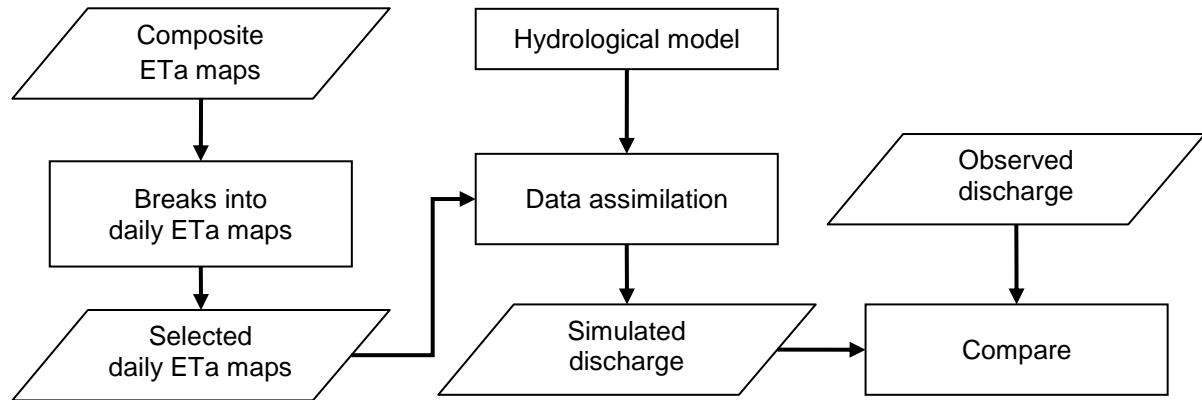 Composite
ETa maps
Breaks into
daily ETa maps
Selected
daily ETa maps
Hydrological model
Data assimilation
Simulated
discharge
Observed
discharge
Compare